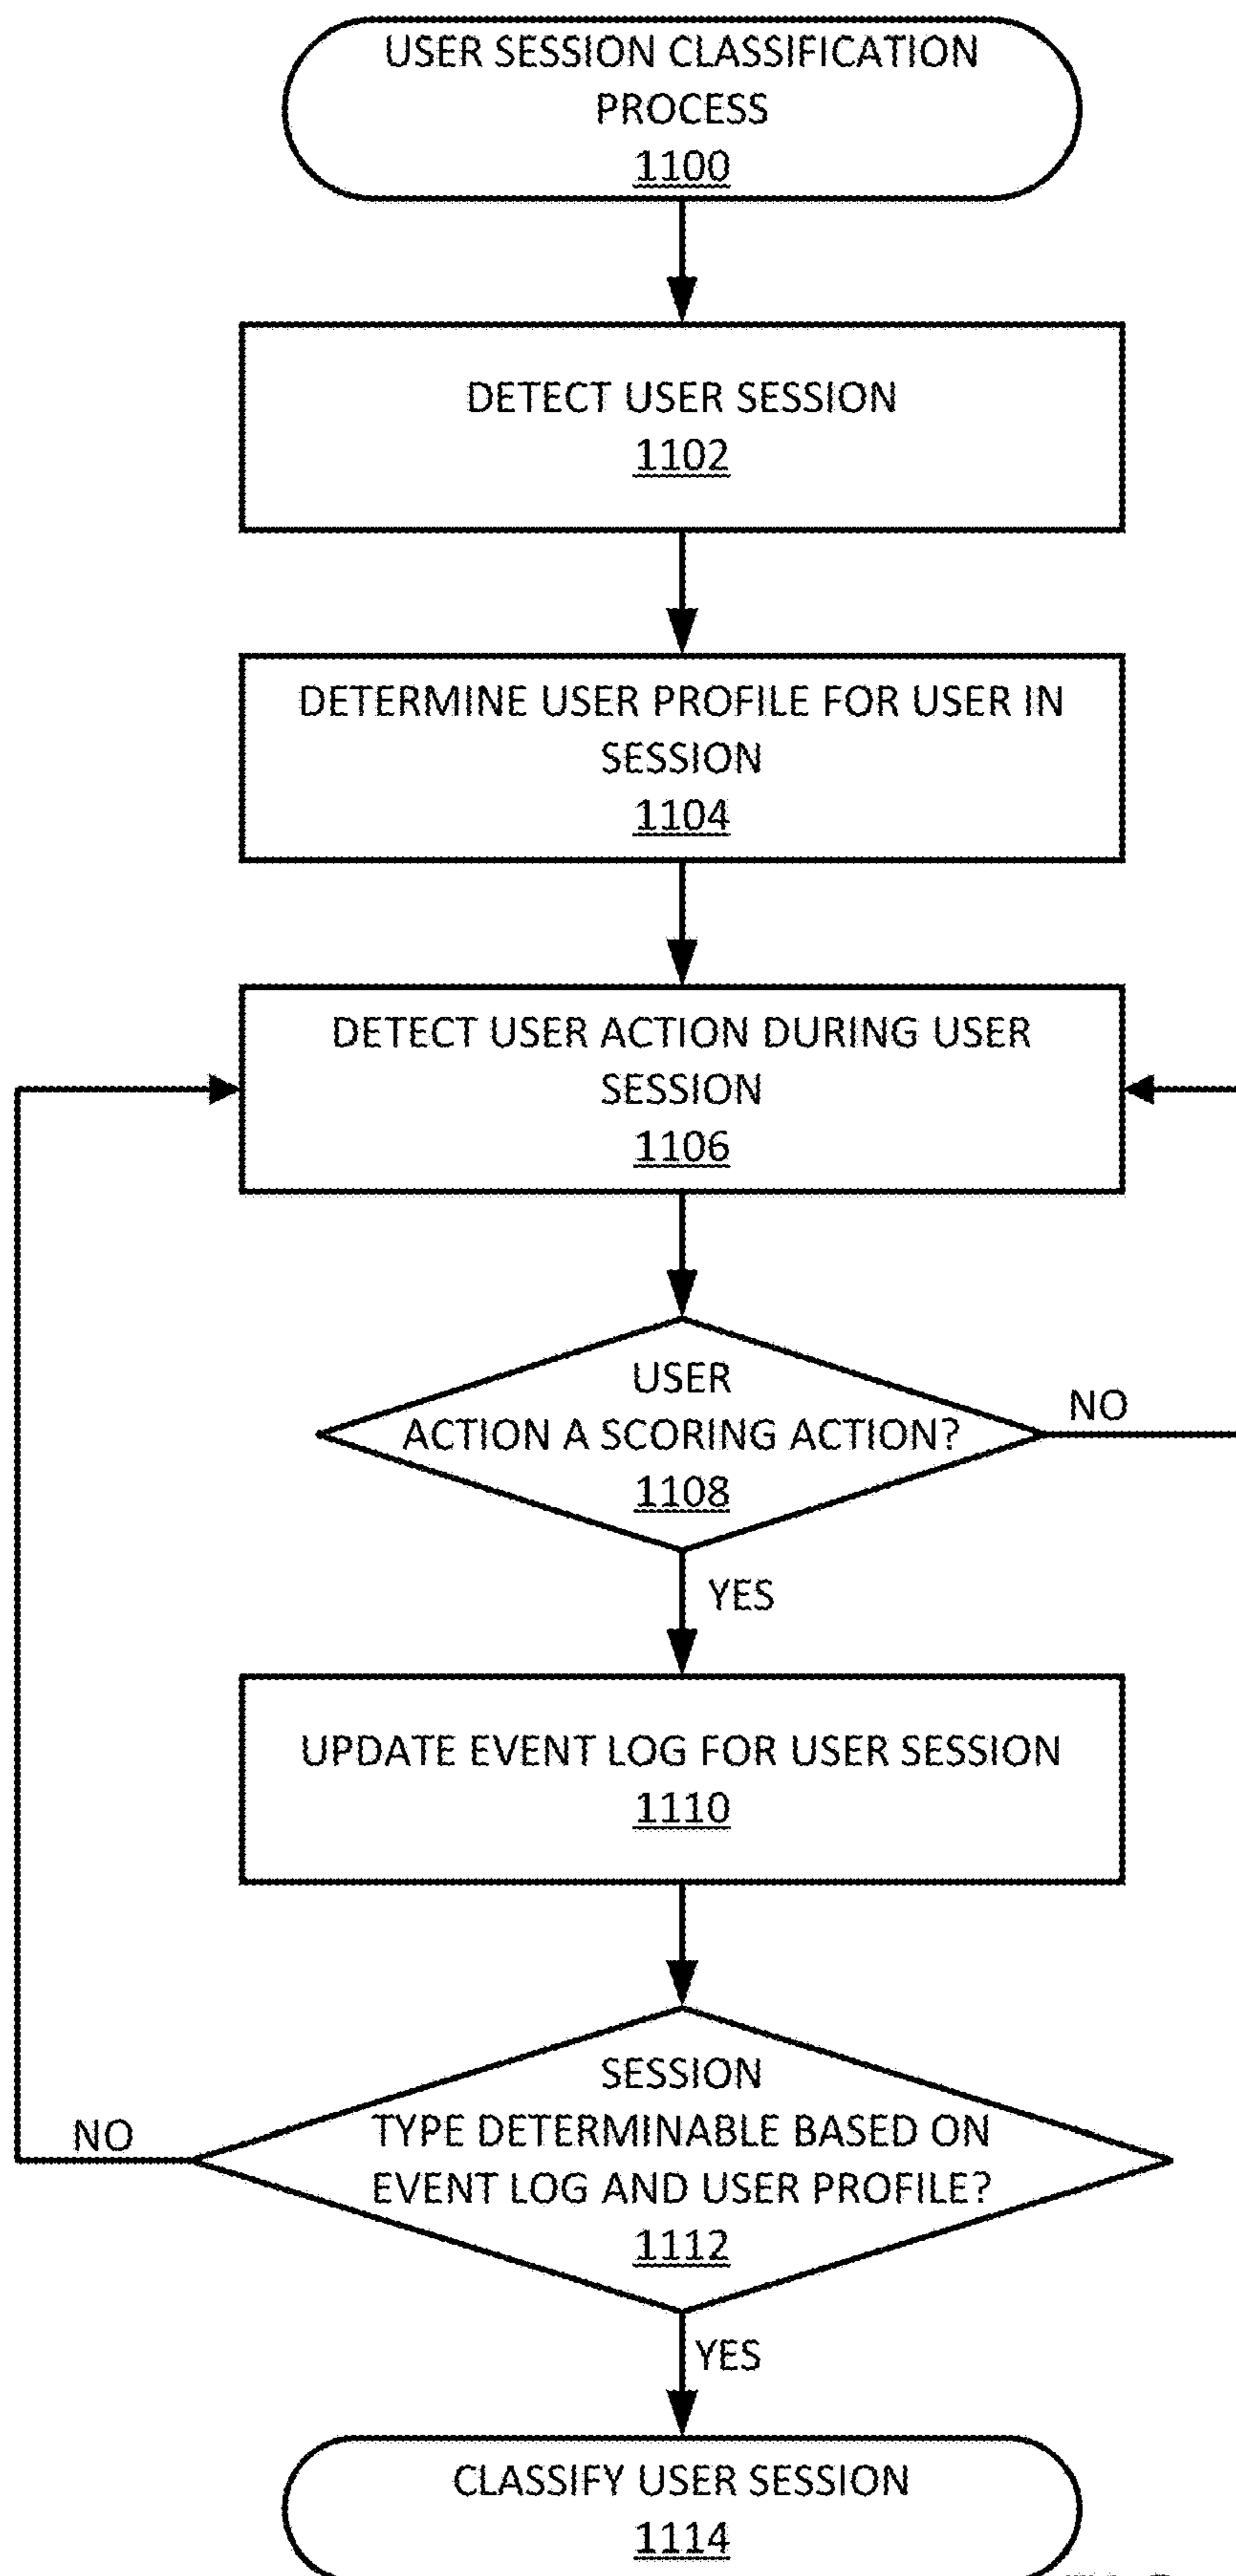 USER SESSION CLASSIFICATION
PROCESS
1100
DETECT USER SESSION
1102
DETERMINE USER PROFILE FOR USER IN
SESSION
1104
DETECT USER ACTION DURING USER
SESSION
1106
USER
ACTION A SCORING ACTION?
1108
NO
YES
UPDATE EVENT LOG FOR USER SESSION
1110
SESSION
TYPE DETERMINABLE BASED ON
EVENT LOG AND USER PROFILE?
1112
NO
YES
CLASSIFY USER SESSION
1114